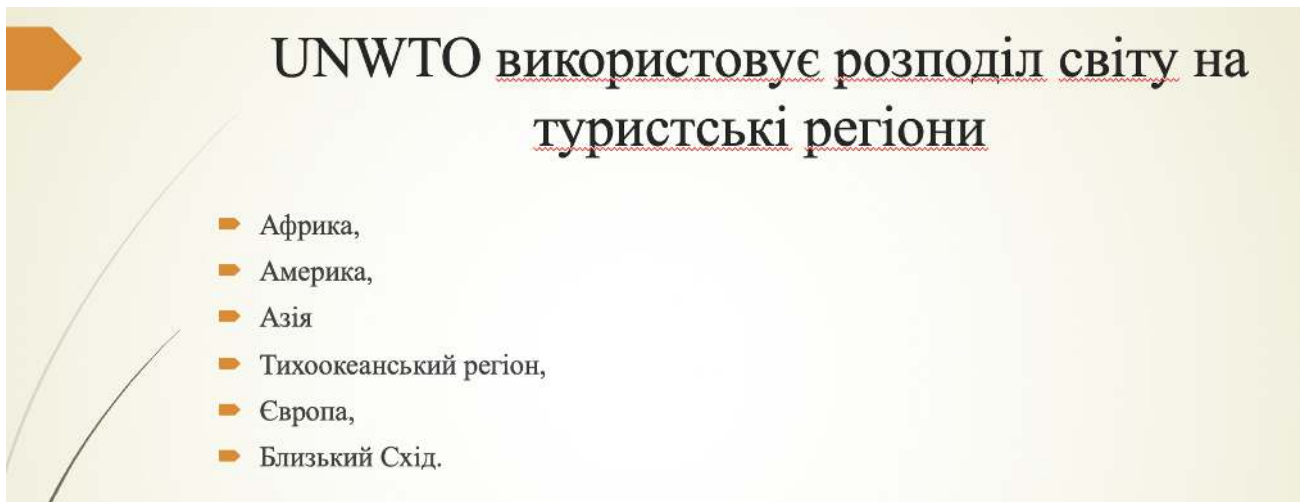 UNWTO використовує розподіл світу на
туристські регіони
Африка,
Америка,
Азія
Тихоокеанський регіон,
Європа,
Близький Схід.